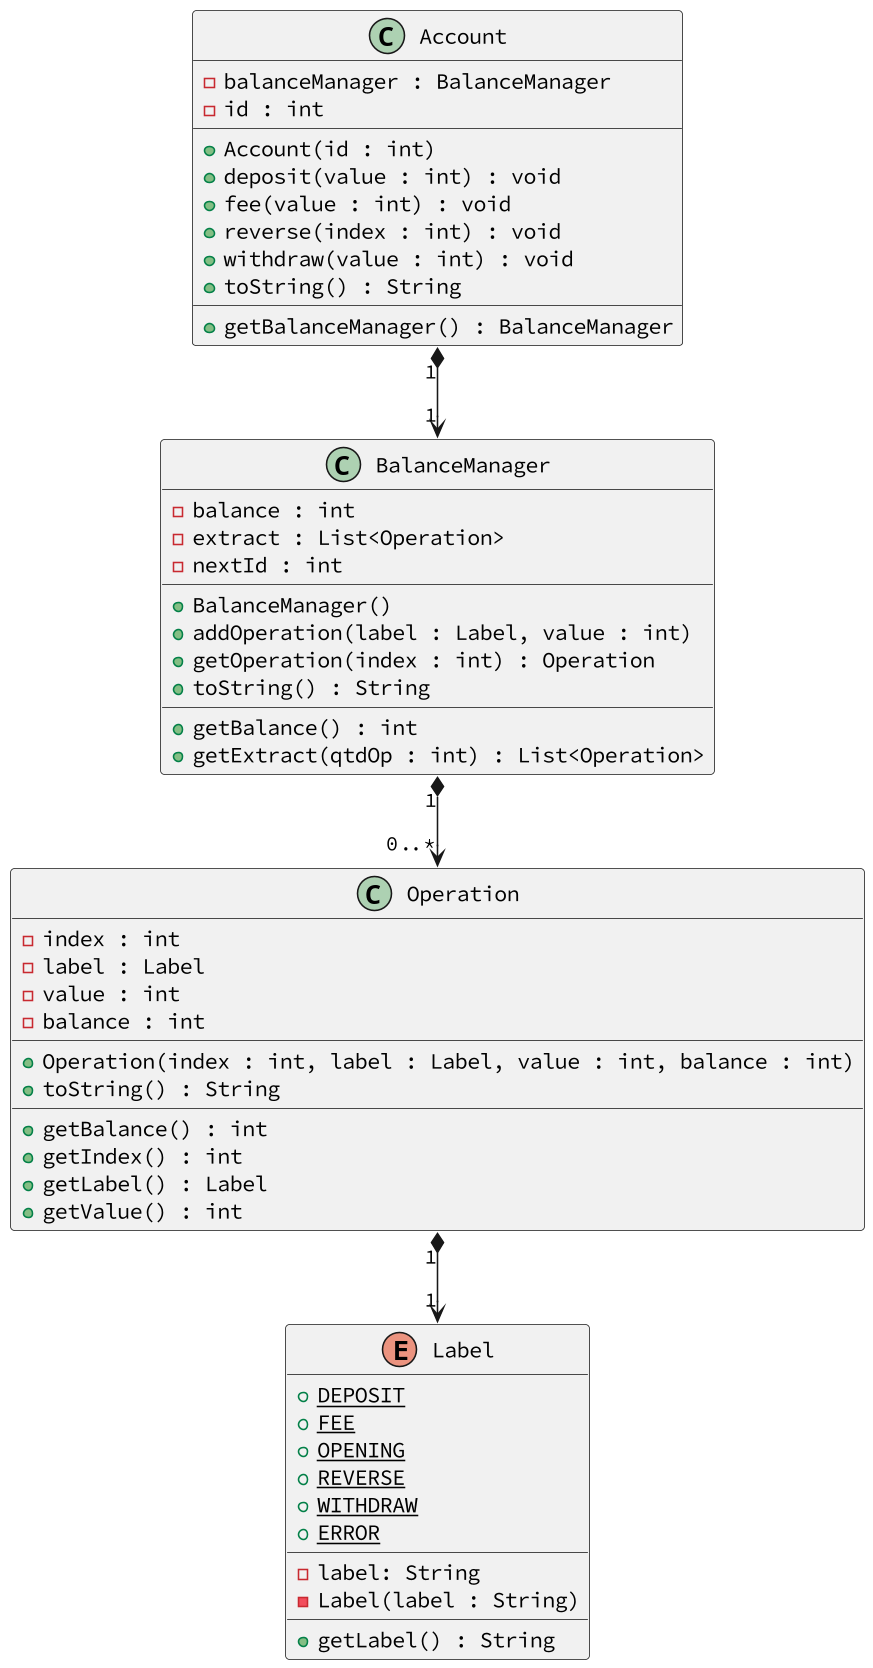 C Account
balanceManager : BalanceManager
id : int
Account(id : int)
deposit(value : int) : void
fee(value : int) : void
reverse(index : int) : void
withdraw(value : int) : void
toString() : String
getBalanceManager() : BalanceManager
1
1
C BalanceManager
balance : int
extract : List<Operation>
nextId : int
BalanceManager()
addOperation(label : Label, value : int)
getOperation(index : int) : Operation
toString() : String
getBalance() : int
getExtract(qtdOp : int) : List<Operation>
1
0..*
C Operation
index : int
label : Label
value : int
balance : int
Operation(index : int, label : Label, value : int, balance : int)
toString() : String
getBalance() : int
getIndex() : int
getLabel() : Label
getValue() : int
1
1
E Label
DEPOSIT
FEE
OPENING
REVERSE
WITHDRAW
ERROR
label: String
Label(label : String)
getLabel() : String